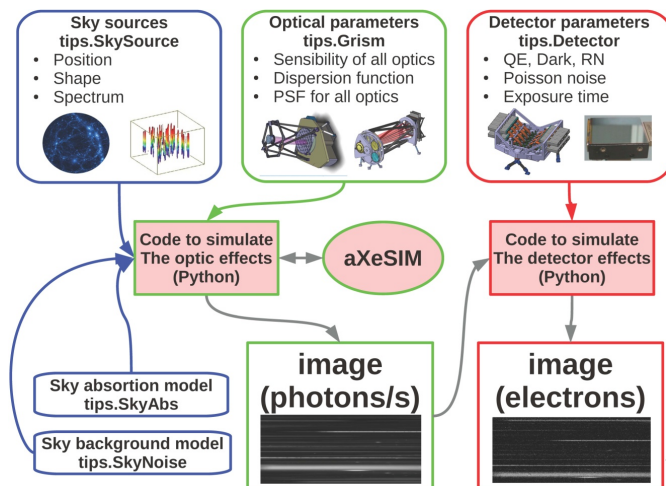 Sky sources
tips.SkySource
• Position
• Shape
• Spectrum
Optical parameters
tips.Grism
• Sensibility of all optics
• Dispersion function
• PSF for all optics
Detector parameters
tips.Detector
• QE, Dark, RN
• Poisson noise
• Exposure time
Code to simulate
The optic effects
(Python)
aXeSIM
Code to simulate
The detector effects
(Python)
Sky absortion model
tips.SkyAbs
Sky background model
tips.SkyNoise
image
(photons/s)
image
(electrons)